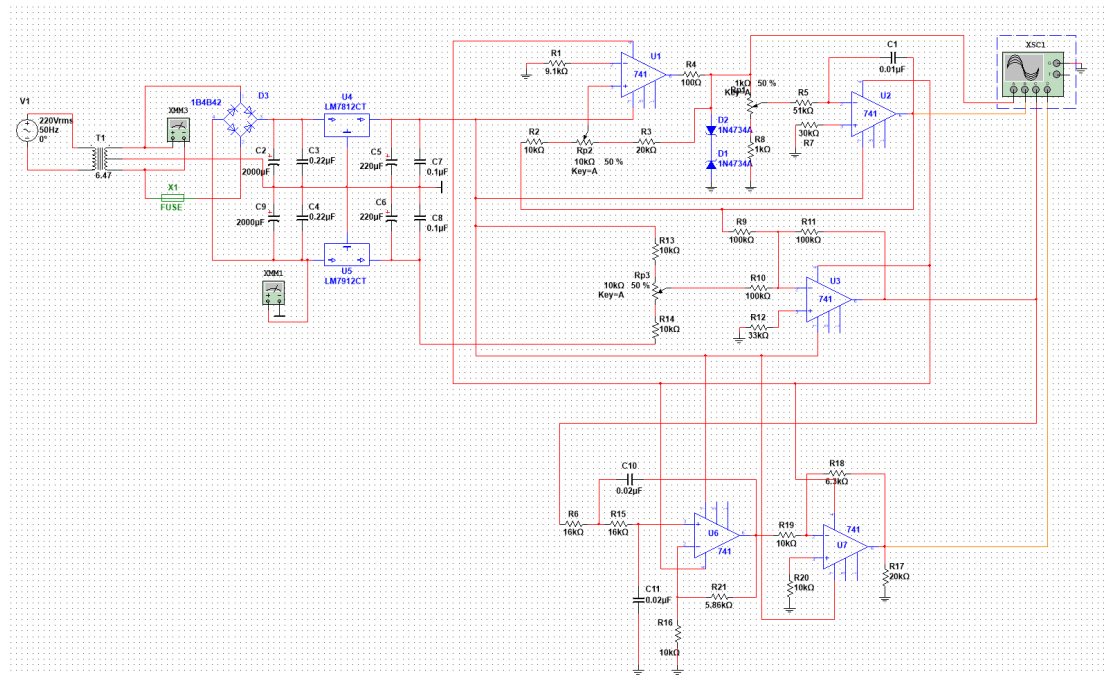 V1
220Vrms
50Hz
0°
T1
6.47
X1
FUSE
XMM3
1B4B42
D3
U4
LM7812CT
C2
2000µF
C3
0.22µF
C5
220µF
C7
0.1µF
C9
2000µF
C4
0.22µF
C6
220µF
C8
0.1µF
U5
LM7912CT
XMM1
R1
9.1kΩ
U1
741
R4
100Ω
R2
10kΩ
Rp2
10kΩ 50 %
Key=A
R3
20kΩ
D2
1N4734A
D1
1N4734A
1kΩ 50 %
Rp1
Key=A
R8
1kΩ
R5
51kΩ
30kΩ
R7
C1
0.01µF
U2
741
XSC1
R9
100kΩ
R11
100kΩ
R13
10kΩ
Rp3
10kΩ 50 %
Key=A
R14
10kΩ
R10
100kΩ
R12
33kΩ
U3
741
C10
0.02µF
R6
16kΩ
R15
16kΩ
U6
741
C11
0.02µF
R21
5.86kΩ
R16
10kΩ
R19
10kΩ
R18
6.3kΩ
741
U7
R20
10kΩ
R17
20kΩ